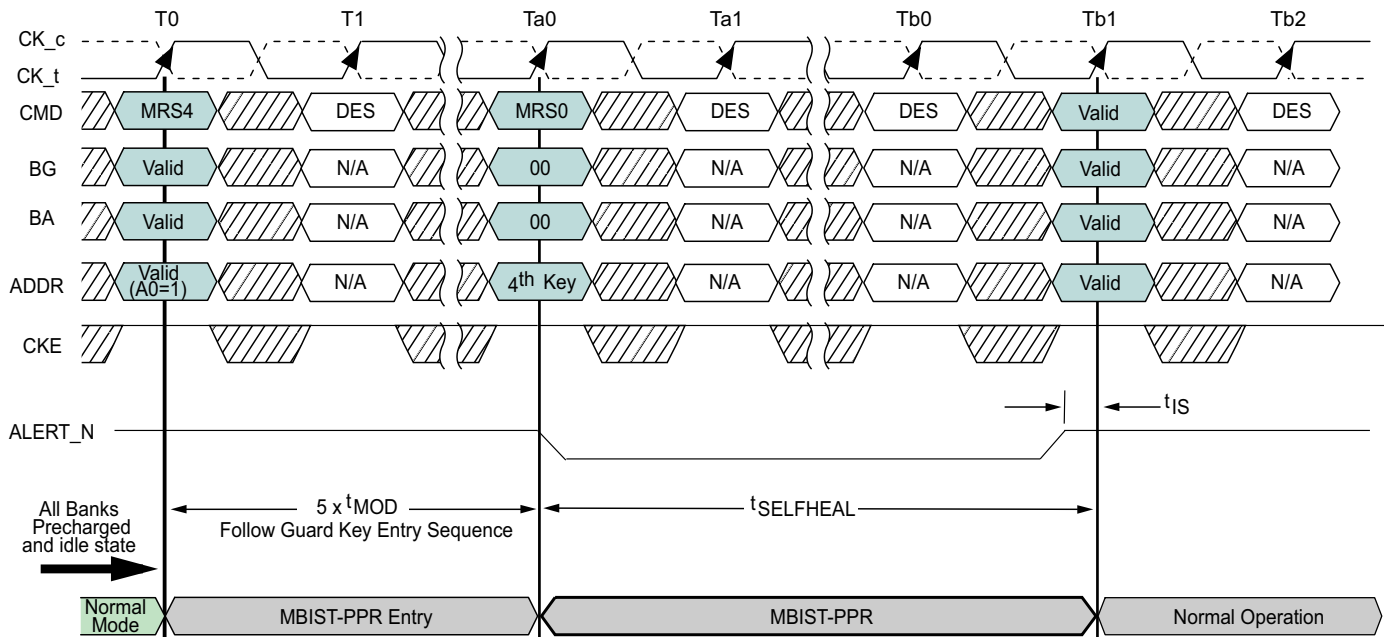 T0 T1 Ta0 Ta1 Tb0 Tb1 Tb2
CK_c
CK_t
CMD MRS4 DES MRS0 DES DES Valid DES
BG Valid N/A 00 N/A N/A Valid N/A
BA Valid N/A 00 N/A N/A Valid N/A
ADDR Valid (A0=1) N/A 4th Key N/A N/A Valid N/A
CKE
tIS
ALERT_N
All Banks
Precharged
and idle state
5 x tMOD
Follow Guard Key Entry Sequence
tSELFHEAL
Normal
Mode
MBIST-PPR Entry
MBIST-PPR
Normal Operation